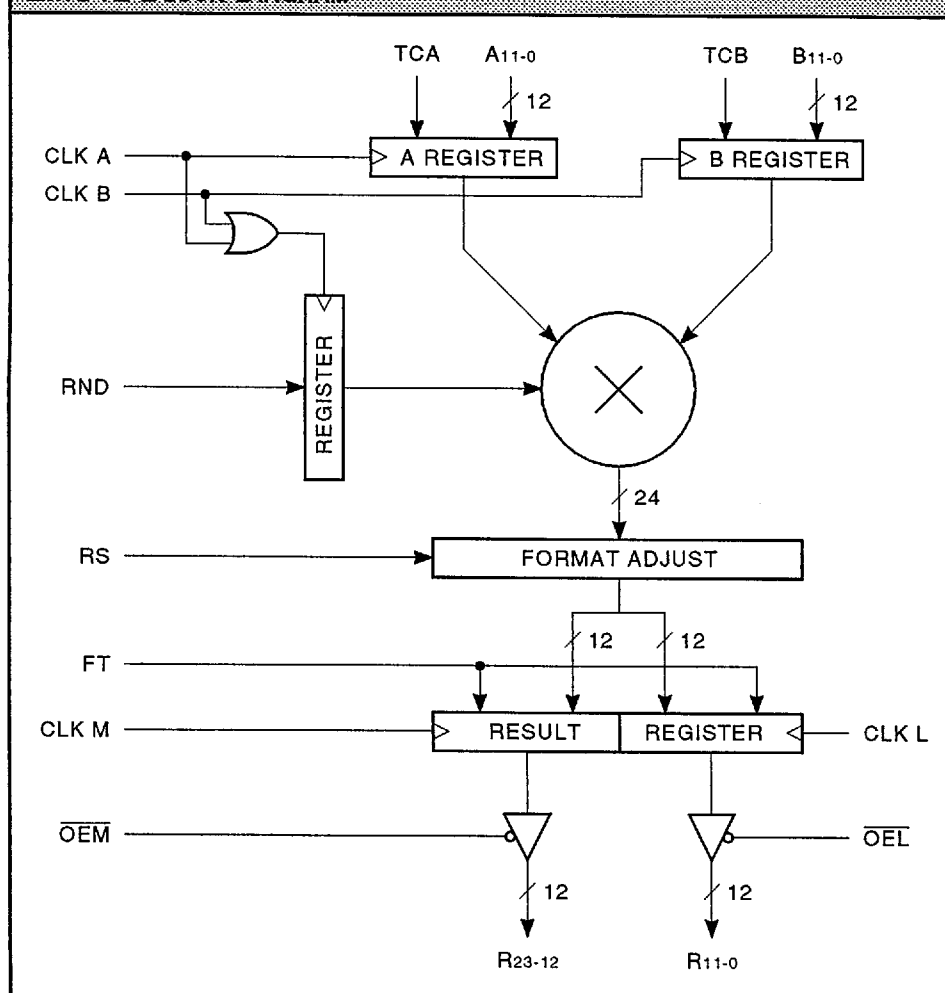 TCA A11-0 TCB B11-0
12 12
CLK A A REGISTER B REGISTER
CLK B
REGISTER
RND
24
RS FORMAT ADJUST
12 12
FT
CLK M RESULT REGISTER CLK L
OEM OEL
12 12
R23-12 R11-0